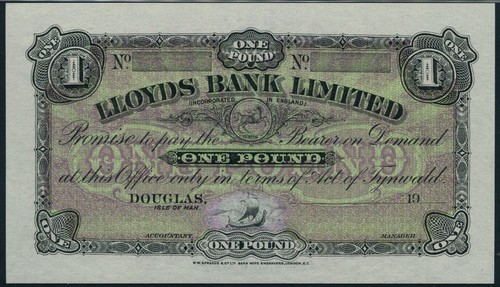 ONE
POUND
1 Nº Nº 1
LLOYDS BANK LIMITED
(INCORPORATED IN ENGLAND)
Promise to pay the Bearer on Demand
ONE POUND
at this Office only in terms of Act of Tynwald.
DOUGLAS, 19
ISLE OF MAN.
ACCOUNTANT. MANAGER.
ONE ONE POUND ONE